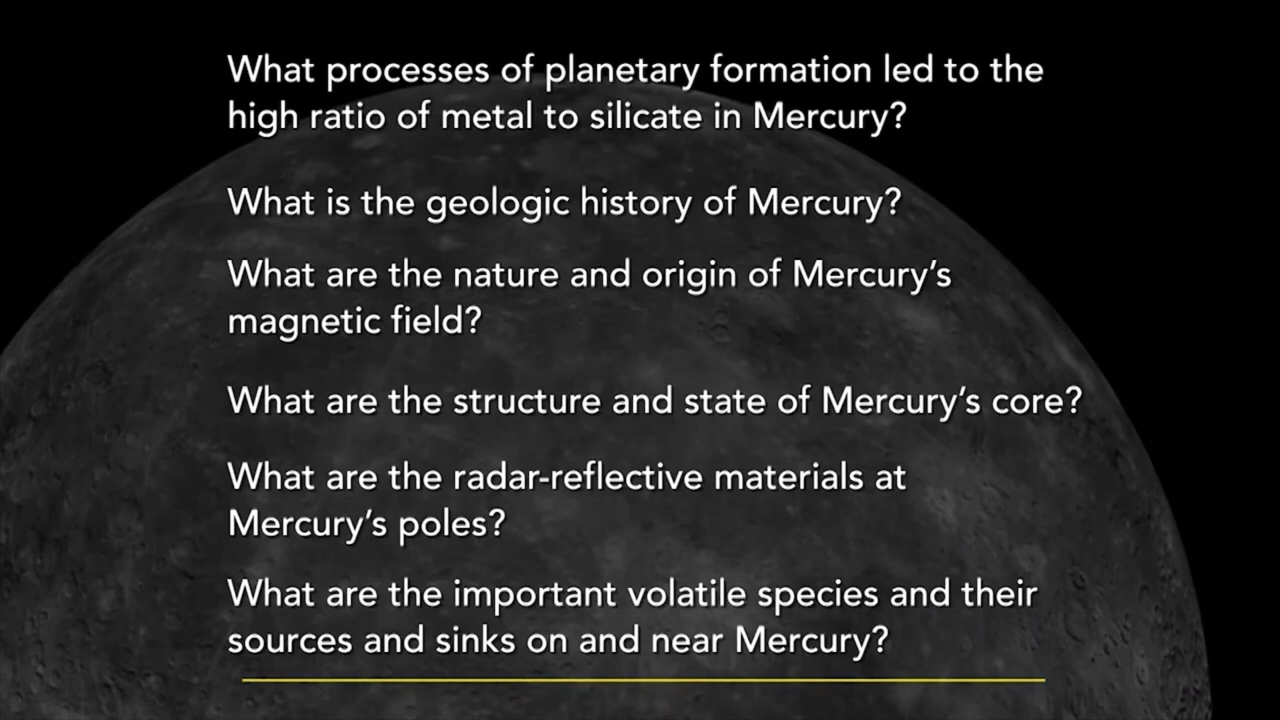 What processes of planetary formation led to the
high ratio of metal to silicate in Mercury?
What is the geologic history of Mercury?
What are the nature and origin of Mercury’s
magnetic field?
What are the structure and state of Mercury’s core?
What are the radar-reflective materials at
Mercury’s poles?
What are the important volatile species and their
sources and sinks on and near Mercury?